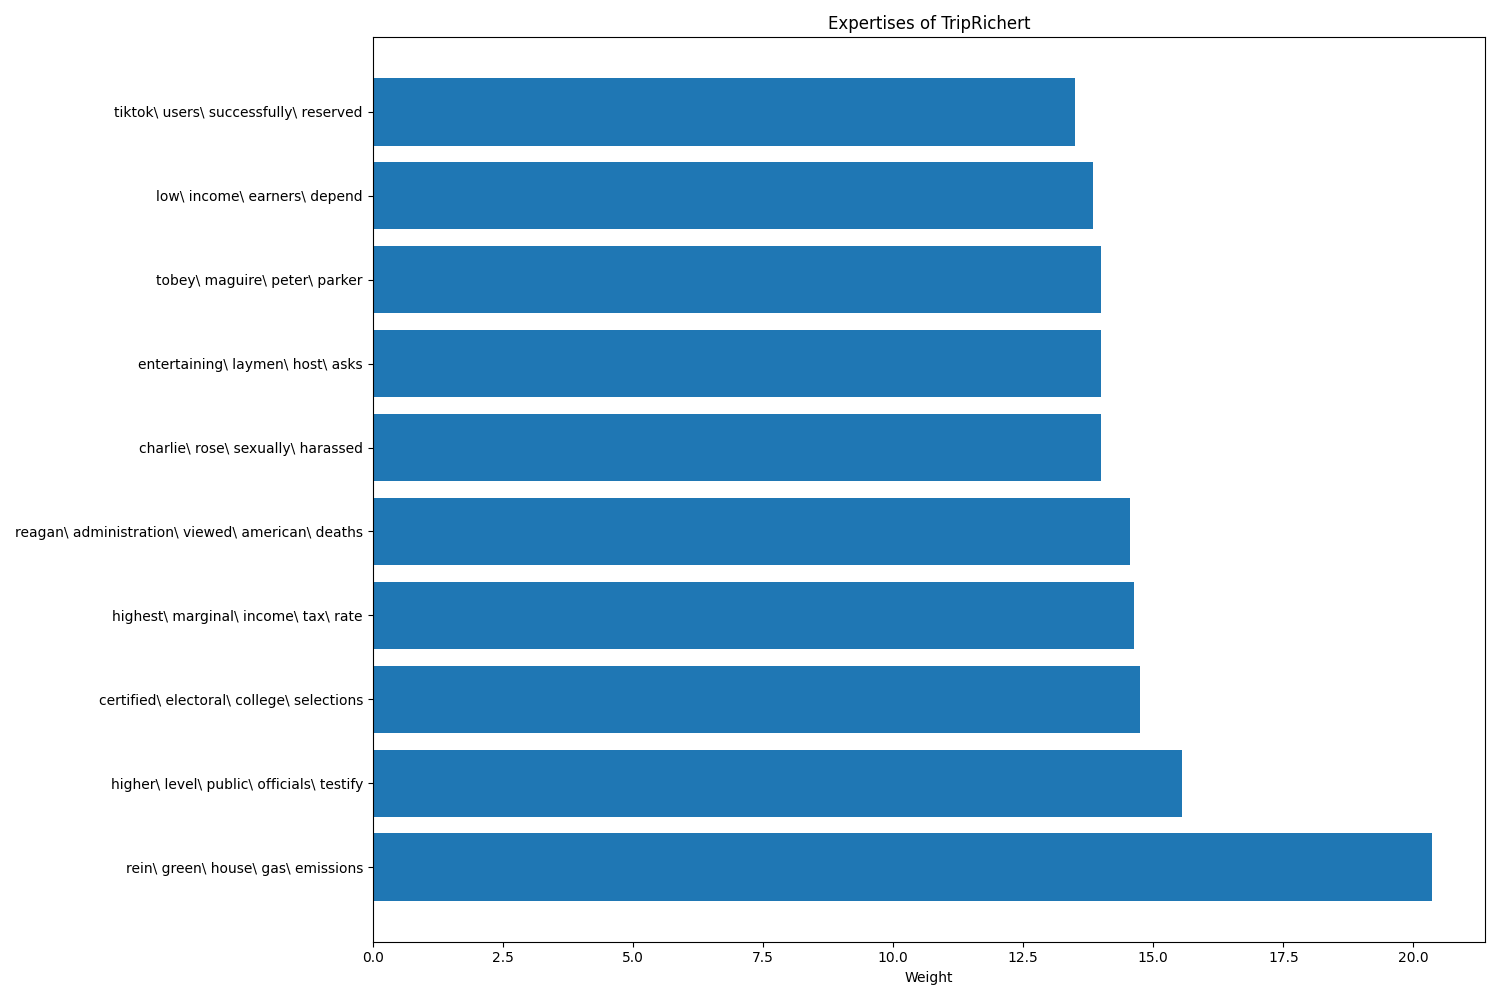 Expertises of TripRichert
tiktok\ users\ successfully\ reserved
low\ income\ earners\ depend
tobey\ maguire\ peter\ parker
entertaining\ laymen\ host\ asks
charlie\ rose\ sexually\ harassed
reagan\ administration\ viewed\ american\ deaths
highest\ marginal\ income\ tax\ rate
certified\ electoral\ college\ selections
higher\ level\ public\ officials\ testify
rein\ green\ house\ gas\ emissions
0.0 2.5 5.0 7.5 10.0 12.5 15.0 17.5 20.0
Weight